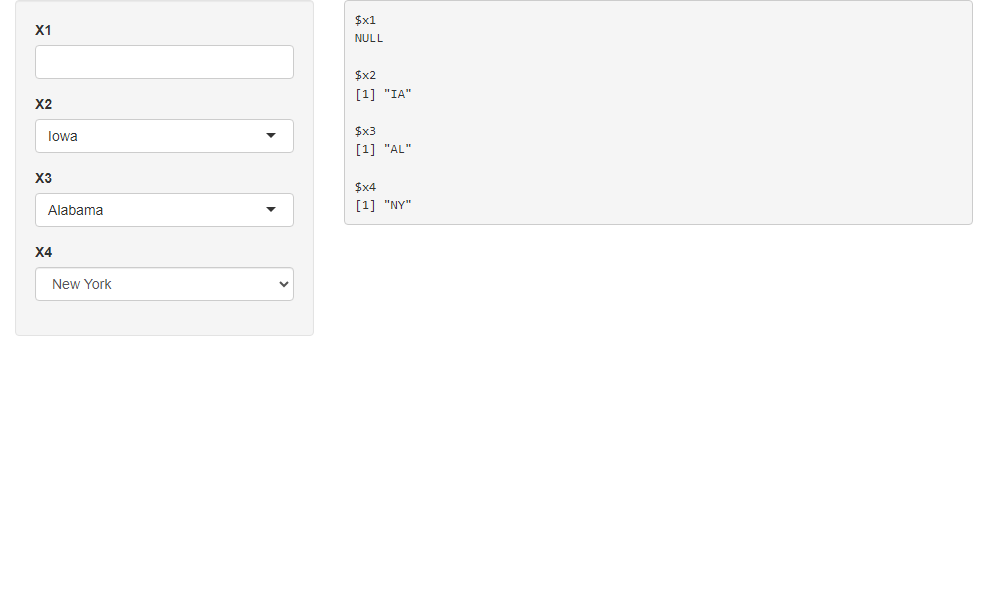 X1
X2
Iowa
X3
Alabama
X4
New York
$x1
NULL
$x2
[1] "IA"
$x3
[1] "AL"
$x4
[1] "NY"